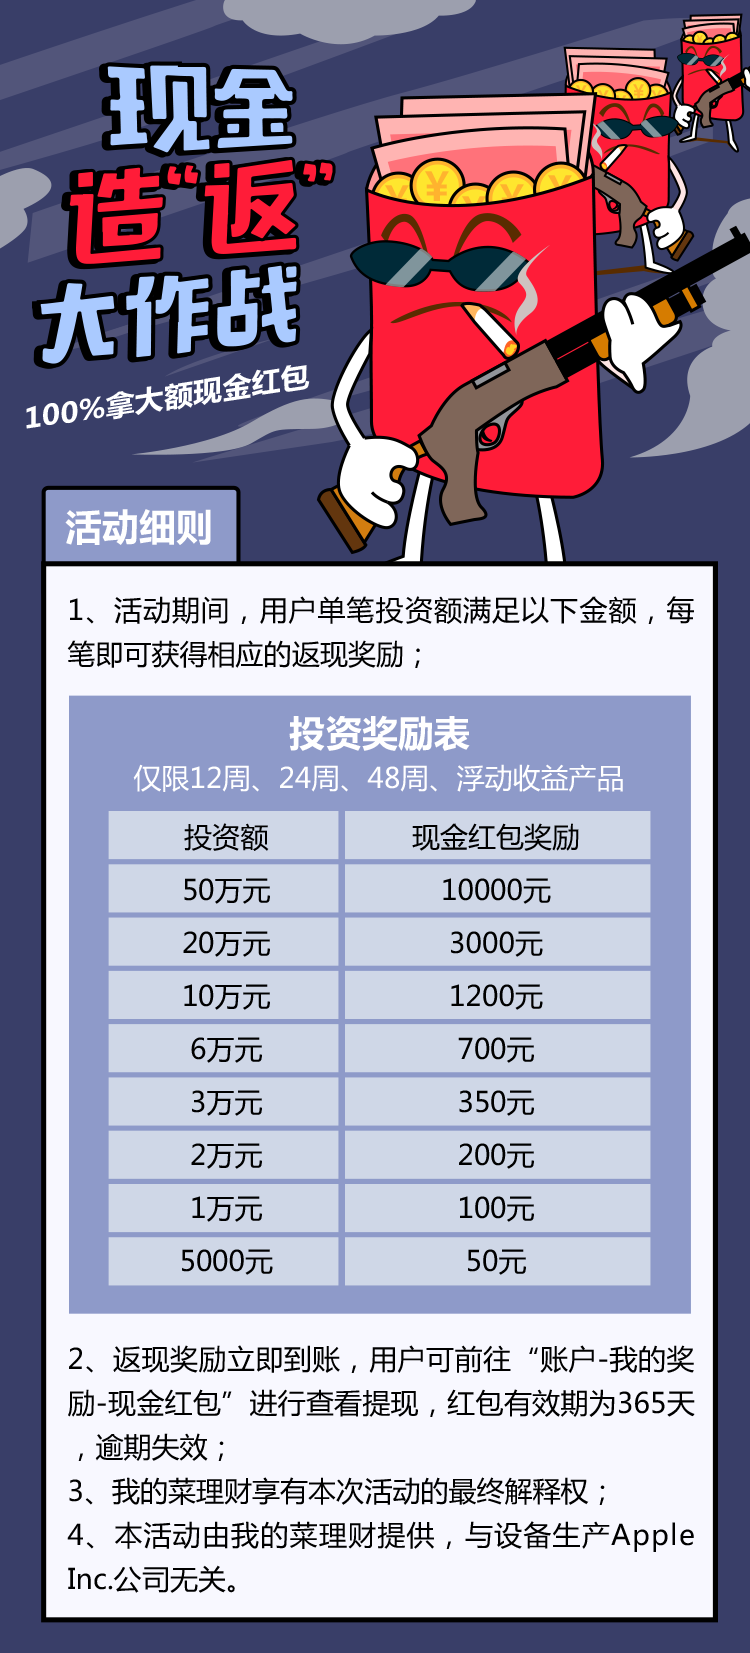 现金
造“返”
大作战
100%拿大额现金红包
活动细则
1、活动期间，用户单笔投资额满足以下金额，每
笔即可获得相应的返现奖励；
投资奖励表
仅限12周、24周、48周、浮动收益产品
投资额 现金红包奖励
50万元 10000元
20万元 3000元
10万元 1200元
6万元 700元
3万元 350元
2万元 200元
1万元 100元
5000元 50元
2、返现奖励立即到账，用户可前往“账户-我的奖
励-现金红包”进行查看提现，红包有效期为365天
，逾期失效；
3、我的菜理财享有本次活动的最终解释权；
4、本活动由我的菜理财提供，与设备生产Apple
Inc.公司无关。